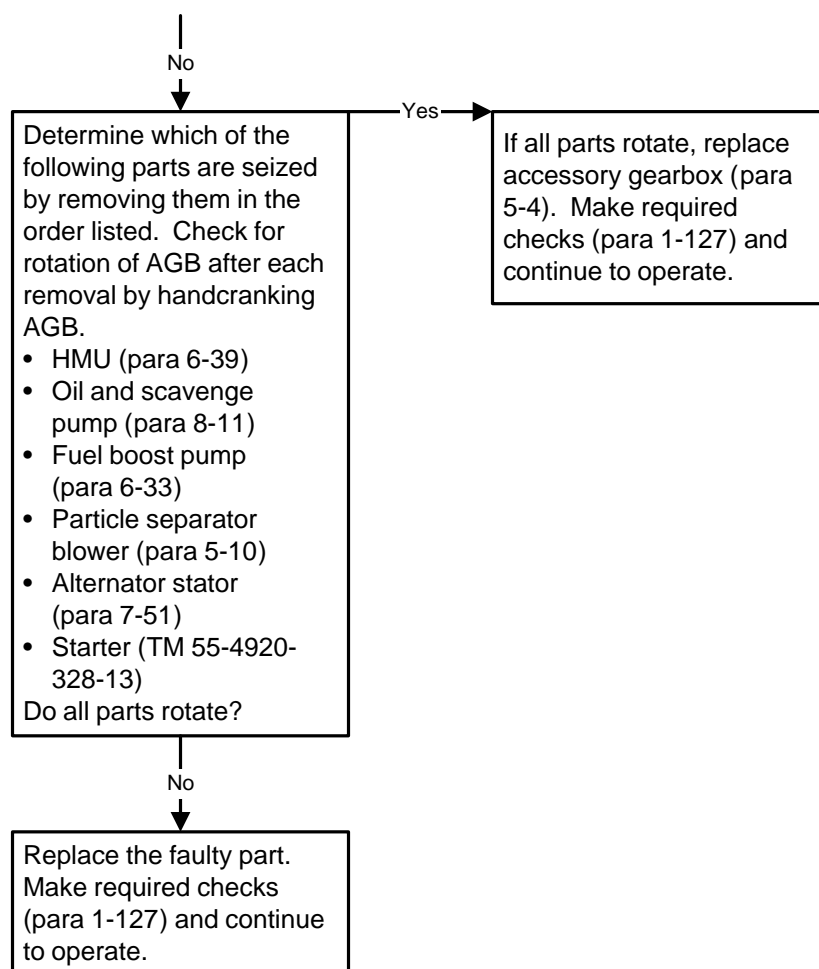 No
Determine which of the
following parts are seized
by removing them in the
order listed.  Check for
rotation of AGB after each
removal by handcranking
AGB.
• HMU (para 6-39)
• Oil and scavenge
pump (para 8-11)
• Fuel boost pump
(para 6-33)
• Particle separator
blower (para 5-10)
• Alternator stator
(para 7-51)
• Starter (TM 55-4920-
328-13)
Do all parts rotate?
Yes
If all parts rotate, replace
accessory gearbox (para
5-4).  Make required
checks (para 1-127) and
continue to operate.
No
Replace the faulty part.
Make required checks
(para 1-127) and continue
to operate.